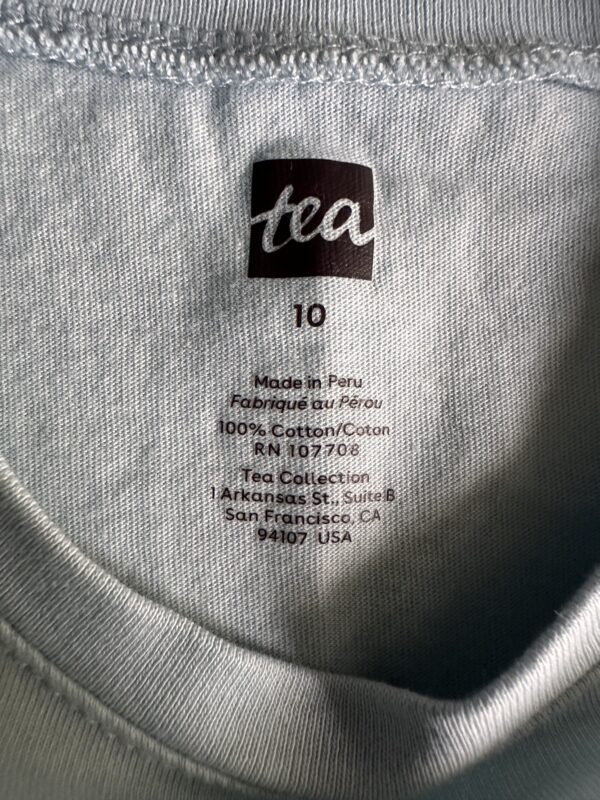 tea
10
Made in Peru
Fabriqué au Pérou
100% Cotton/Coton
RN 107708
Tea Collection
1 Arkansas St., Suite B
San Francisco, CA
94107 USA